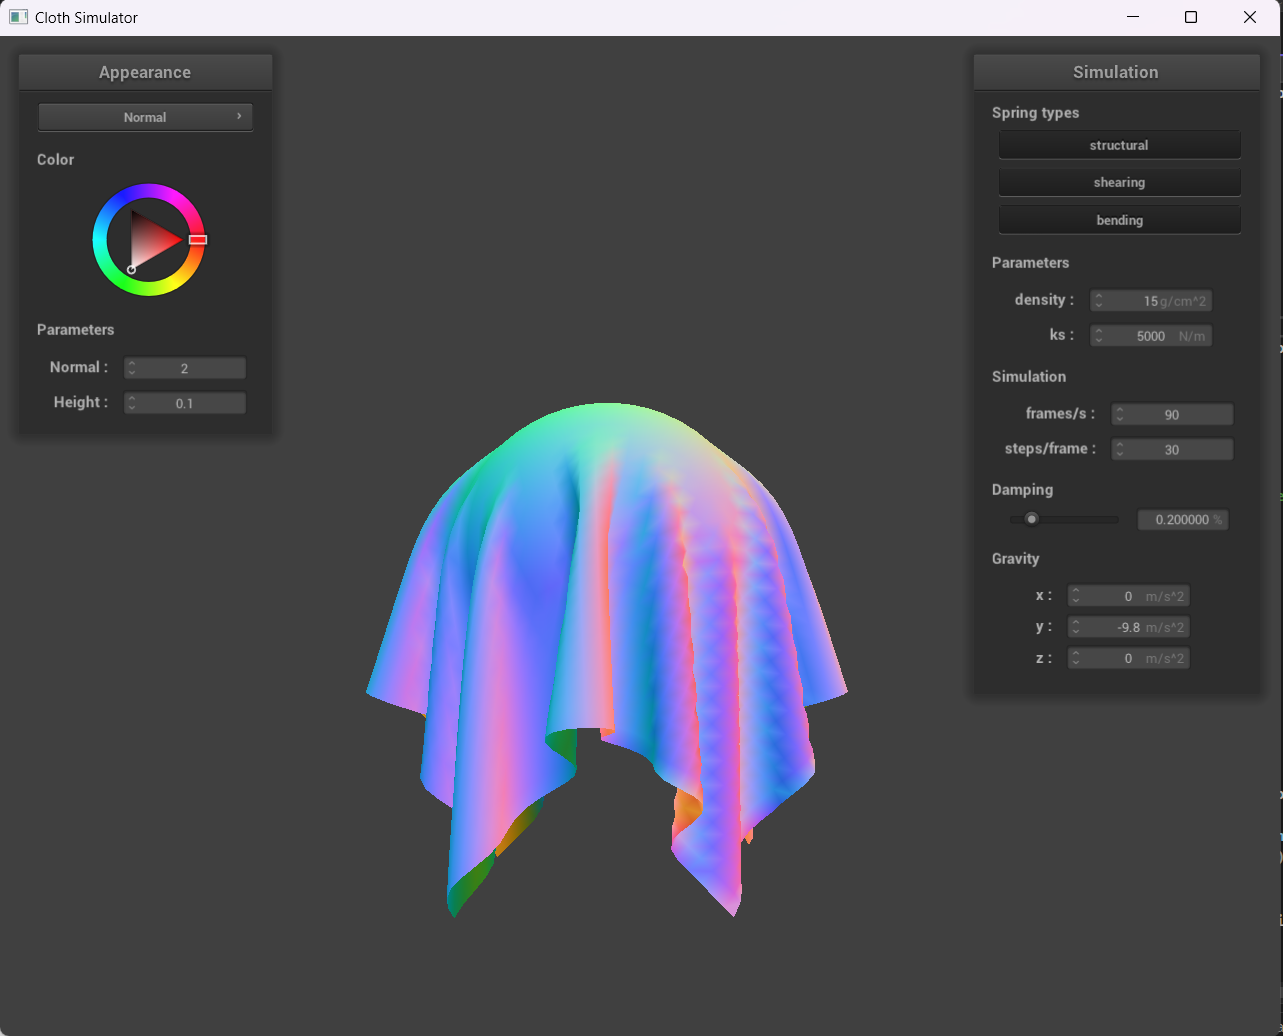 Cloth Simulator
Appearance
Normal
Color
Parameters
Normal : 2
Height : 0.1
Simulation
Spring types
structural
shearing
bending
Parameters
density : 15 g/cm^2
ks : 5000 N/m
Simulation
frames/s : 90
steps/frame : 30
Damping
0.200000 %
Gravity
x : 0 m/s^2
y : -9.8 m/s^2
z : 0 m/s^2